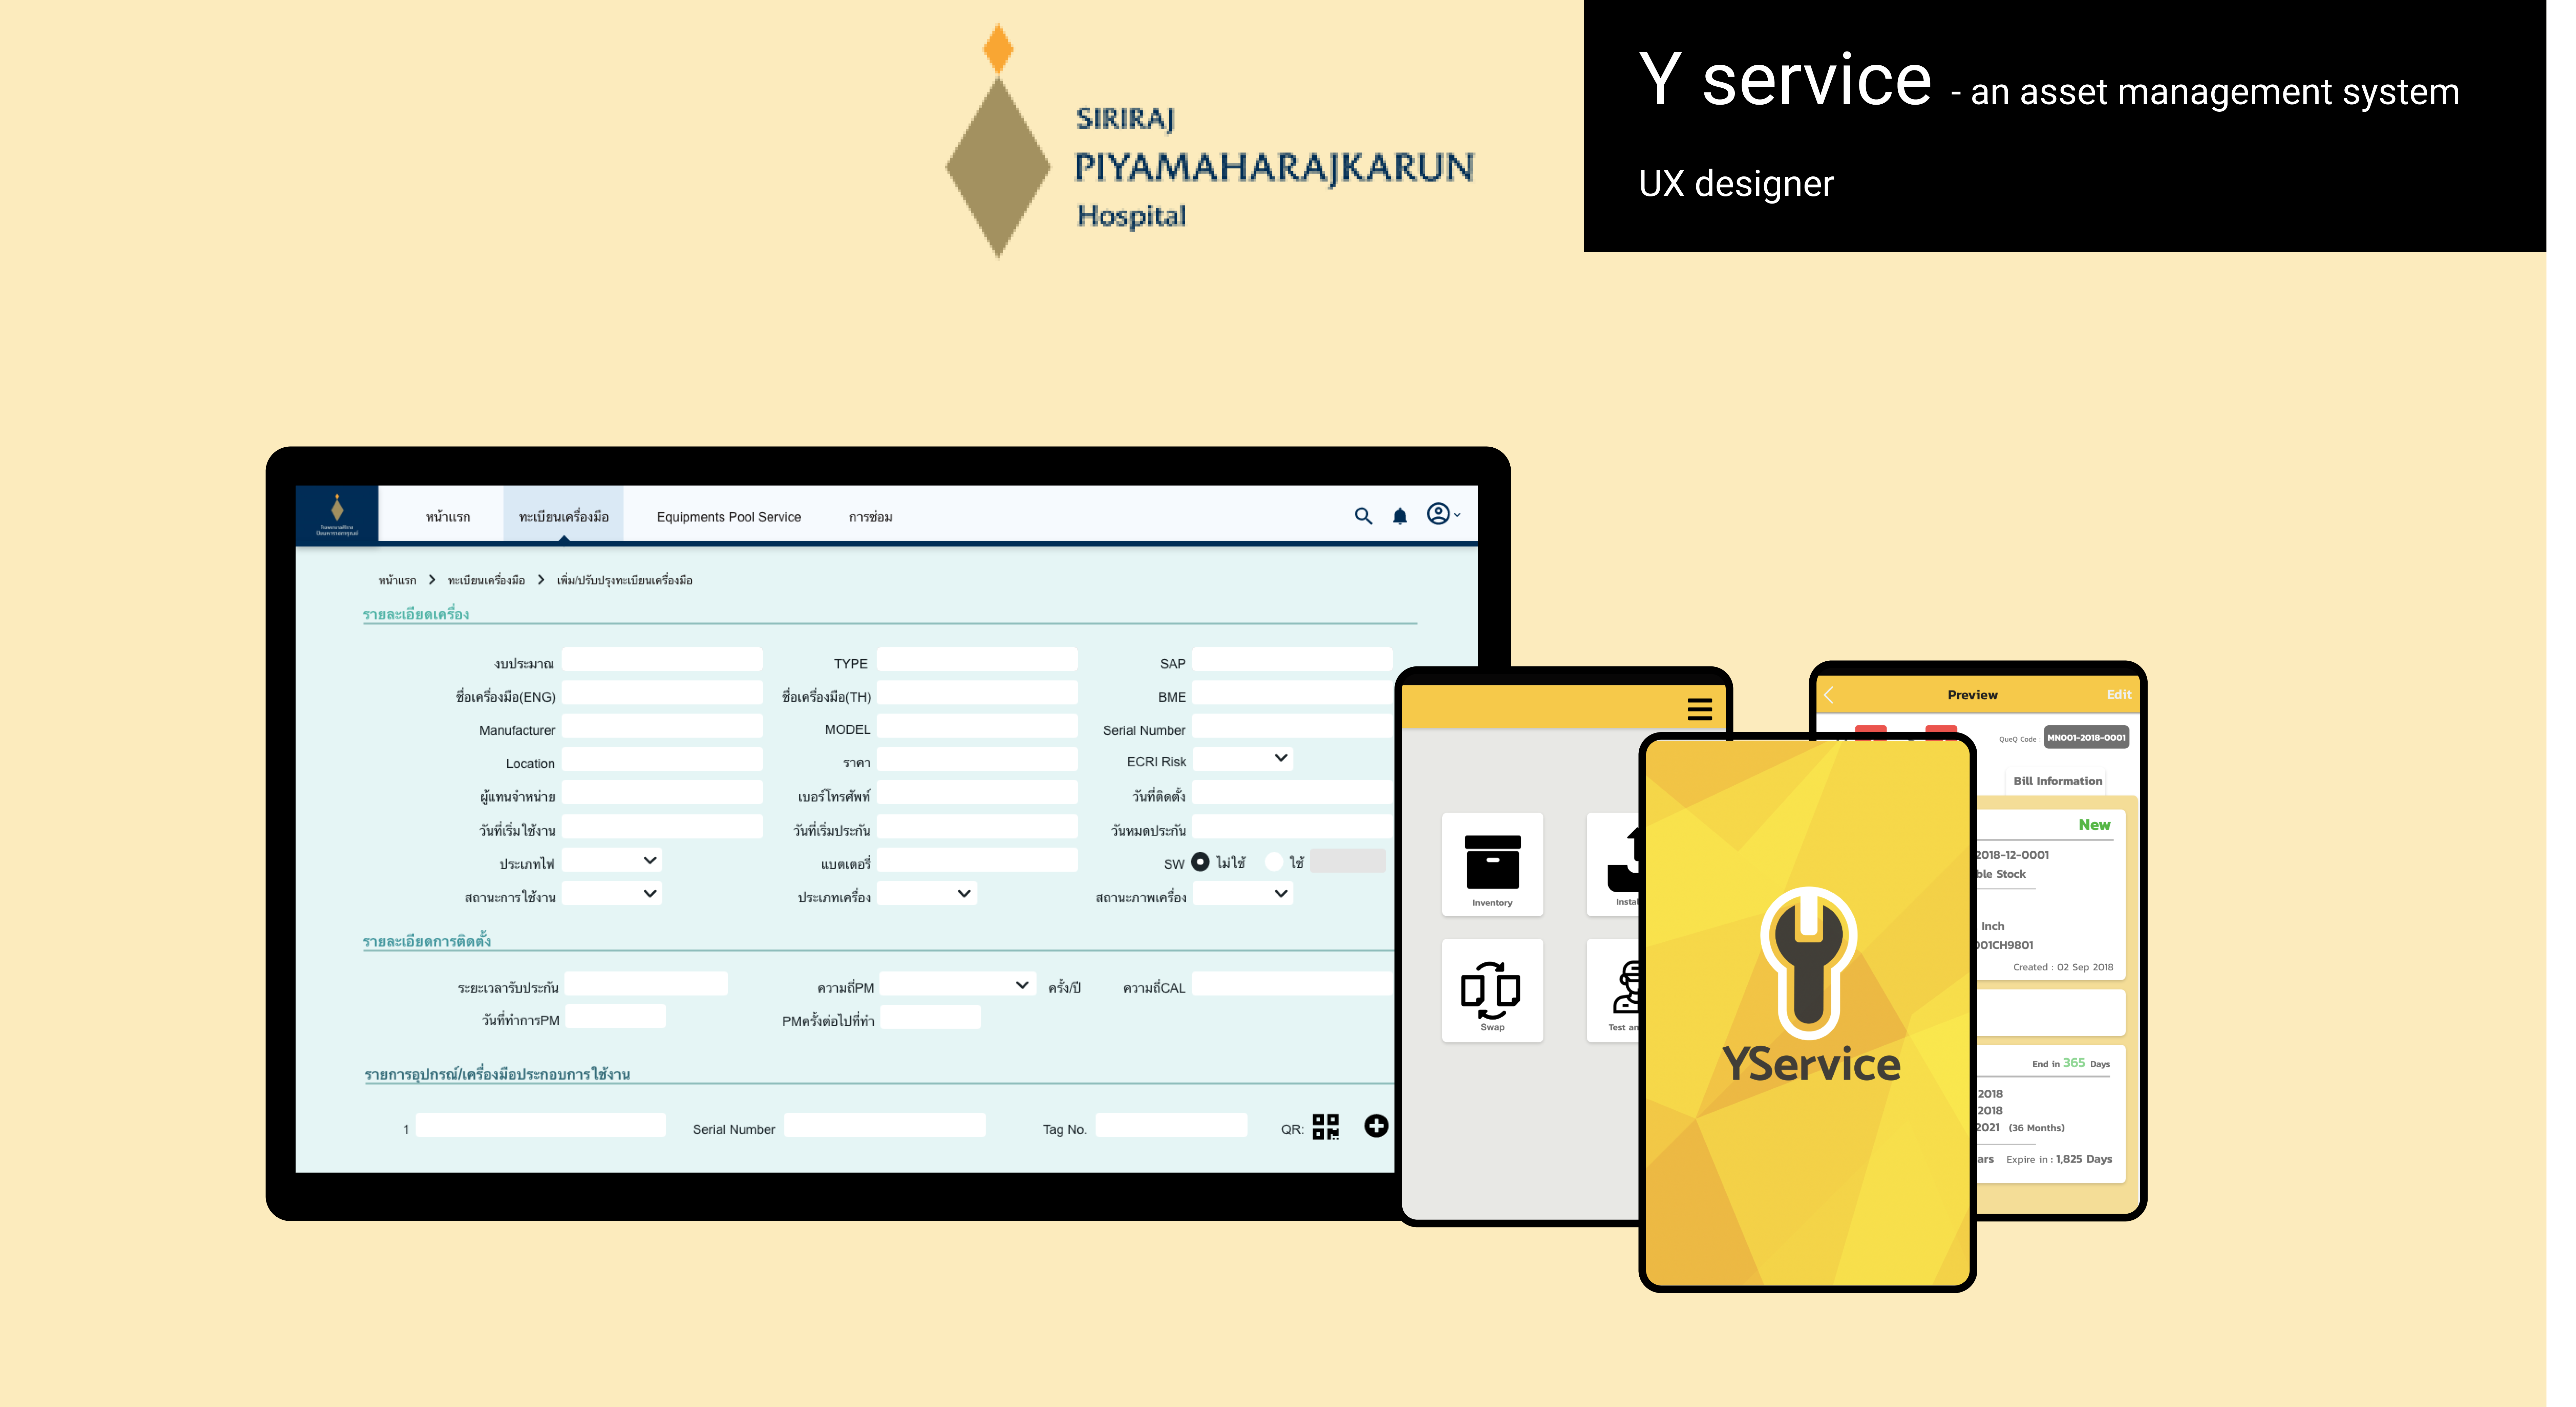 SIRIRAJ
PIYAMAHARAJKARUN
Hospital
Y service - an asset management system
UX designer
หน้าแรก ทะเบียนเครื่องมือ Equipments Pool Service การซ่อม
หน้าแรก > ทะเบียนเครื่องมือ > เพิ่ม/ปรับปรุงทะเบียนเครื่องมือ
รายละเอียดเครื่อง
งบประมาณ TYPE SAP
ชื่อเครื่องมือ(ENG) ชื่อเครื่องมือ(TH) BME
Manufacturer MODEL Serial Number
Location ราคา ECRI Risk
ผู้แทนจำหน่าย เบอร์โทรศัพท์ วันที่ติดตั้ง
วันที่เริ่มใช้งาน วันที่เริ่มประกัน วันหมดประกัน
ประเภทไฟ แบตเตอรี่ SW ไม่ใช้ ใช้
สถานะการใช้งาน ประเภทเครื่อง สถานะภาพเครื่อง
รายละเอียดการติดตั้ง
ระยะเวลารับประกัน ความถี่PM ครั้ง/ปี ความถี่CAL
วันที่ทำการPM PMครั้งต่อไปที่ทำ
รายการอุปกรณ์/เครื่องมือประกอบการใช้งาน
1 Serial Number Tag No. QR:
Inventory Instal
Swap Test an
YService
Preview Edit
QueQ Code : MN001-2018-0001
Bill Information
New
2018-12-0001
ble Stock
Inch
001CH9801
Created : 02 Sep 2018
End in 365 Days
2018
2018
2021 (36 Months)
ars Expire in : 1,825 Days